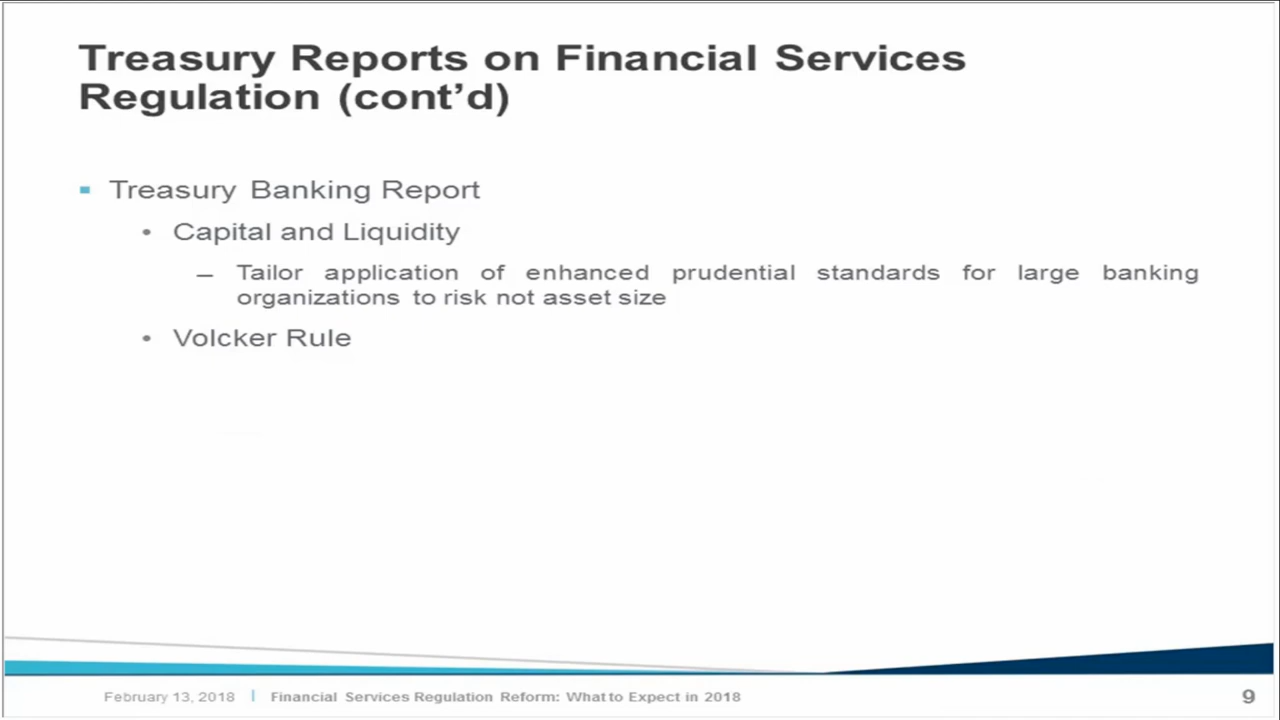 Treasury Reports on Financial Services
Regulation (cont’d)
▪ Treasury Banking Report
• Capital and Liquidity
– Tailor application of enhanced prudential standards for large banking
organizations to risk not asset size
• Volcker Rule
February 13, 2018 | Financial Services Regulation Reform: What to Expect in 2018
9